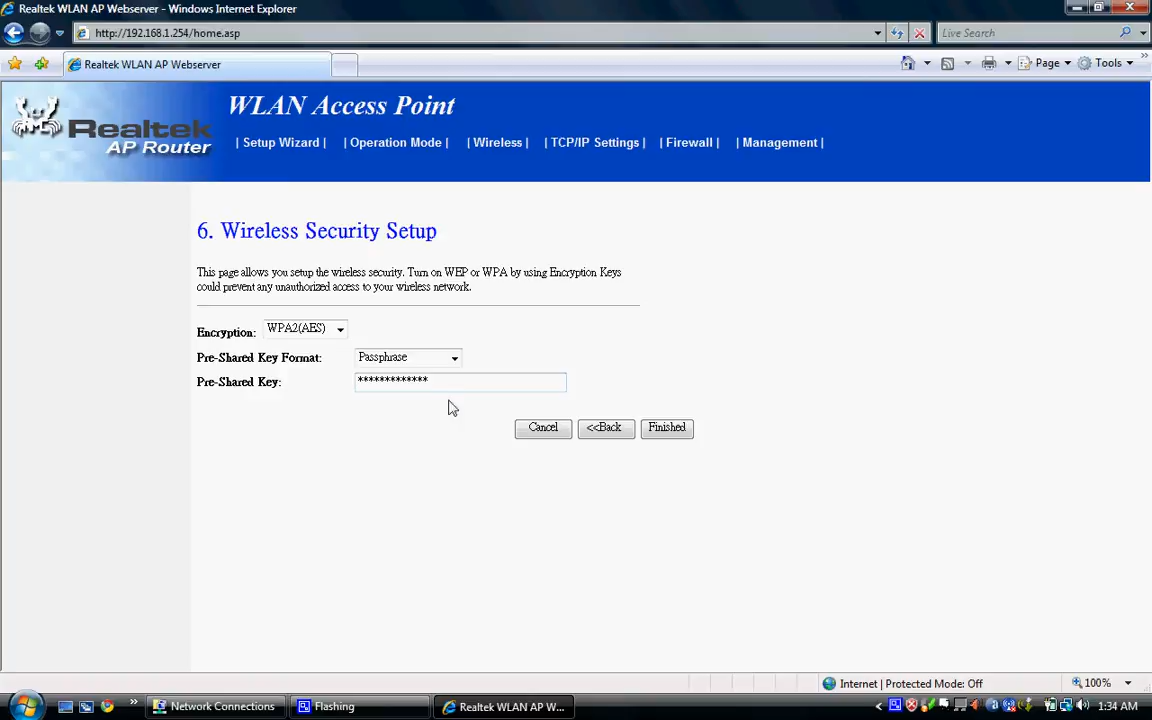 Realtek WLAN AP Webserver - Windows Internet Explorer
http://192.168.1.254/home.asp
Live Search
Realtek WLAN AP Webserver
Page
Tools
Realtek
AP Router
WLAN Access Point
| Setup Wizard | | Operation Mode | | Wireless | | TCP/IP Settings | | Firewall | | Management |
6. Wireless Security Setup
This page allows you setup the wireless security. Turn on WEP or WPA by using Encryption Keys
could prevent any unauthorized access to your wireless network.
Encryption: WPA2(AES)
Pre-Shared Key Format: Passphrase
Pre-Shared Key: *************
Cancel <<Back Finished
Internet | Protected Mode: Off
100%
Network Connections
Flashing
Realtek WLAN AP W...
1:34 AM